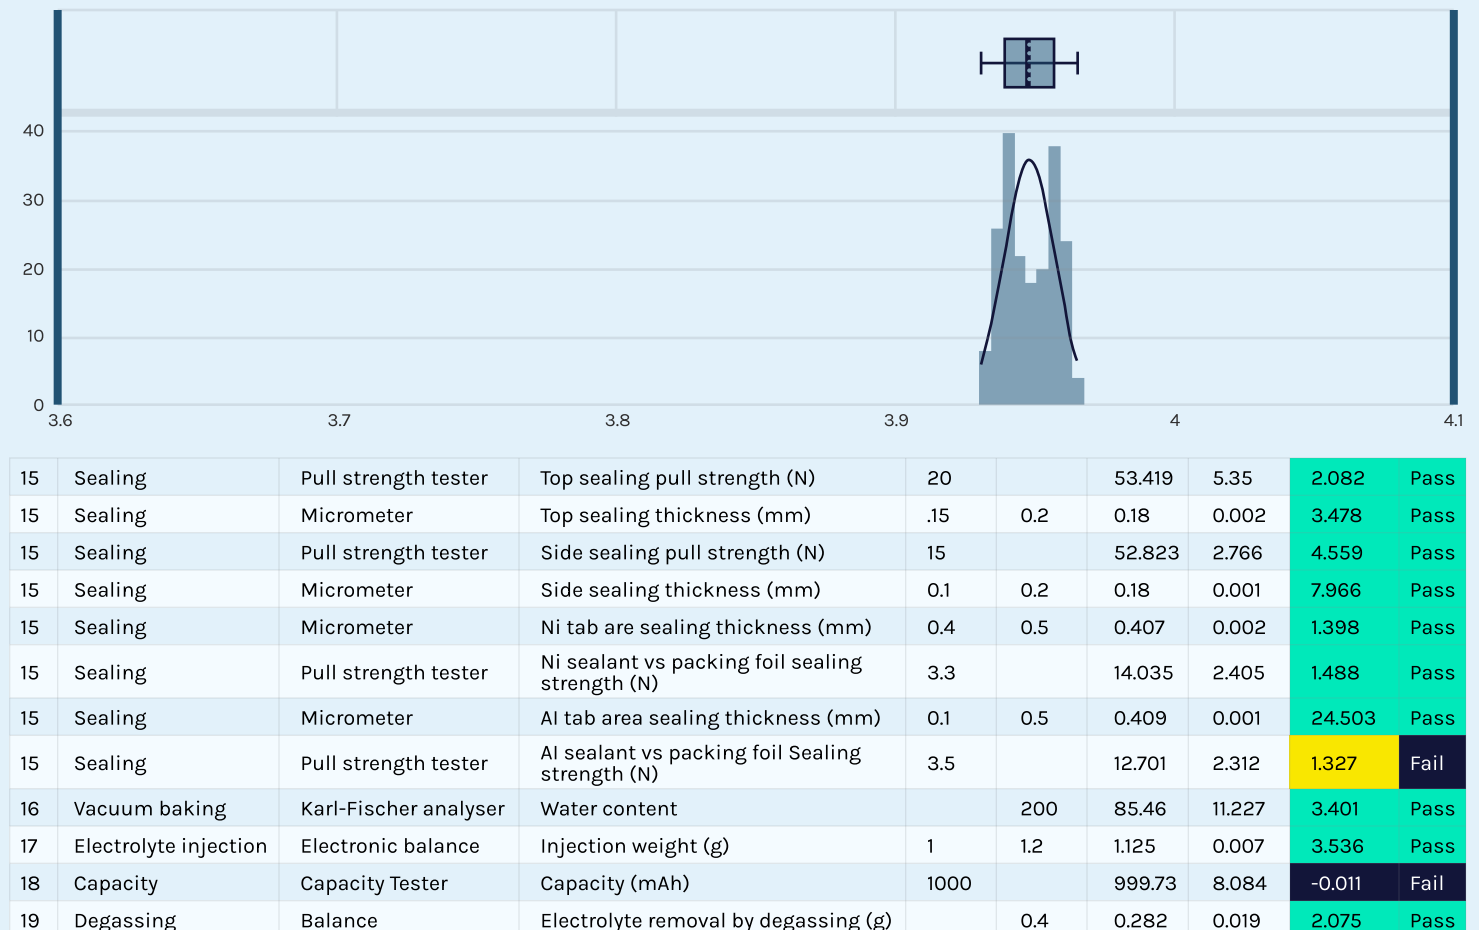 40
30
20
10
0
3.6 3.7 3.8 3.9 4 4.1
15 Sealing Pull strength tester Top sealing pull strength (N) 20 53.419 5.35 2.082 Pass
15 Sealing Micrometer Top sealing thickness (mm) .15 0.2 0.18 0.002 3.478 Pass
15 Sealing Pull strength tester Side sealing pull strength (N) 15 52.823 2.766 4.559 Pass
15 Sealing Micrometer Side sealing thickness (mm) 0.1 0.2 0.18 0.001 7.966 Pass
15 Sealing Micrometer Ni tab are sealing thickness (mm) 0.4 0.5 0.407 0.002 1.398 Pass
15 Sealing Pull strength tester Ni sealant vs packing foil sealing
strength (N) 3.3 14.035 2.405 1.488 Pass
15 Sealing Micrometer Al tab area sealing thickness (mm) 0.1 0.5 0.409 0.001 24.503 Pass
15 Sealing Pull strength tester Al sealant vs packing foil Sealing
strength (N) 3.5 12.701 2.312 1.327 Fail
16 Vacuum baking Karl-Fischer analyser Water content 200 85.46 11.227 3.401 Pass
17 Electrolyte injection Electronic balance Injection weight (g) 1 1.2 1.125 0.007 3.536 Pass
18 Capacity Capacity Tester Capacity (mAh) 1000 999.73 8.084 -0.011 Fail
19 Degassing Balance Electrolyte removal by degassing (g) 0.4 0.282 0.019 2.075 Pass